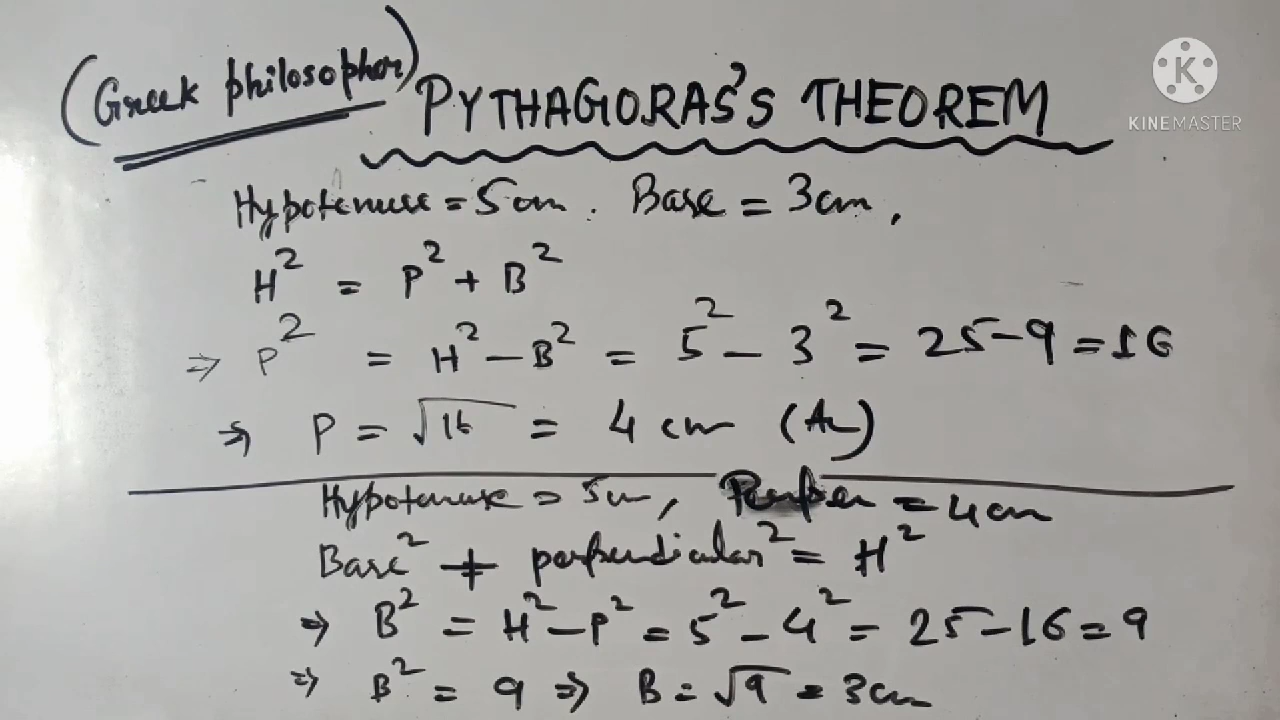 (Greek philosopher) PYTHAGORAS'S THEOREM
KINEMASTER
Hypotenuse = 5cm. Base = 3cm,
H² = P² + B²
⇒ P² = H² - B² = 5² - 3² = 25 - 9 = 16
⇒ P = √16 = 4 cm (An)
Hypotenuse = 5cm, Perpen = 4cm
Base² + perpendicular² = H²
⇒ B² = H² - P² = 5² - 4² = 25 - 16 = 9
⇒ B² = 9 ⇒ B = √9 = 3cm